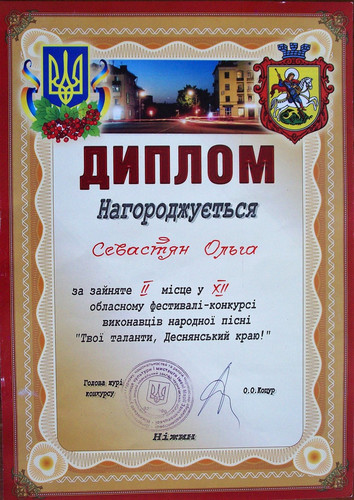 ДИПЛОМ
Нагороджується
Севастян Ольга
за зайняте II місце у XII
обласному фестивалі-конкурсі
виконавців народної пісні
"Твої таланти, Деснянський краю!"
Голова журі
конкурсу
О.О.Коцур
Ніжин